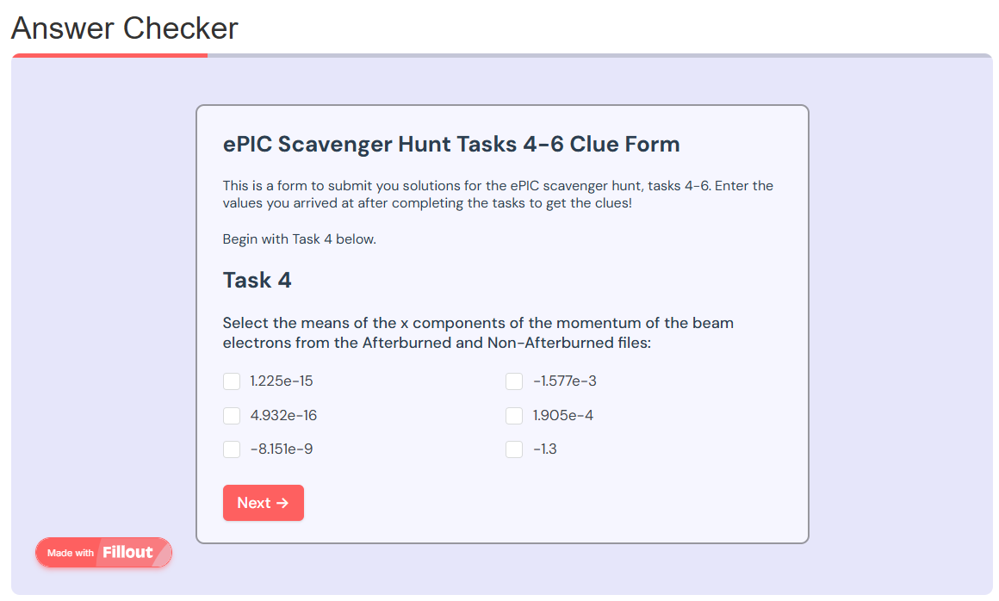 Answer Checker
ePIC Scavenger Hunt Tasks 4-6 Clue Form
This is a form to submit you solutions for the ePIC scavenger hunt, tasks 4-6. Enter the
values you arrived at after completing the tasks to get the clues!
Begin with Task 4 below.
Task 4
Select the means of the x components of the momentum of the beam
electrons from the Afterburned and Non-Afterburned files:
1.225e-15
-1.577e-3
4.932e-16
1.905e-4
-8.151e-9
-1.3
Next →
Made with Fillout